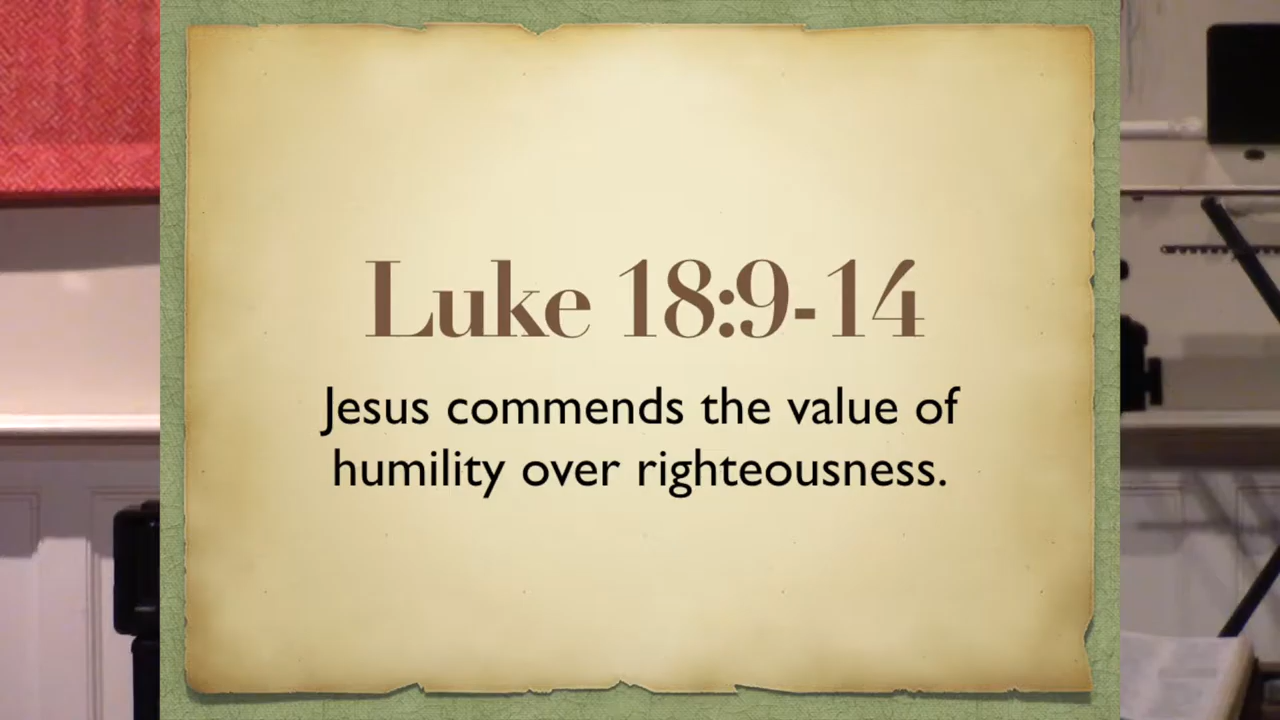 Luke 18:9-14
Jesus commends the value of
humility over righteousness.